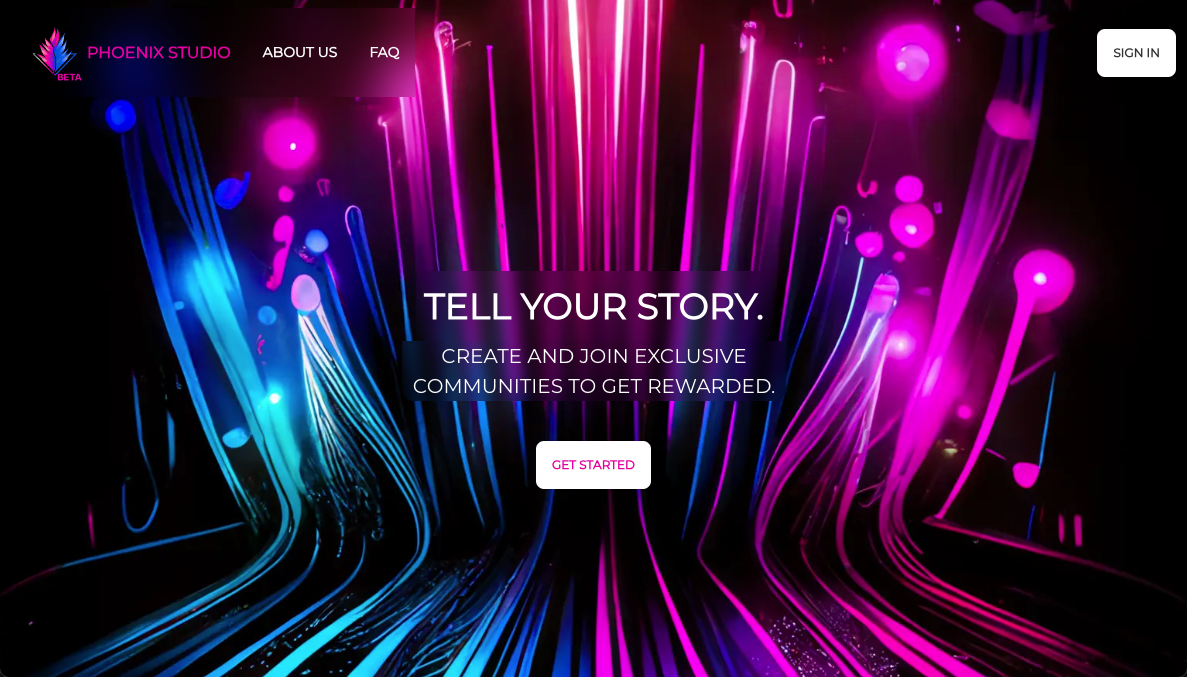 PHOENIX STUDIO
BETA
ABOUT US
FAQ
SIGN IN
TELL YOUR STORY.
CREATE AND JOIN EXCLUSIVE
COMMUNITIES TO GET REWARDED.
GET STARTED